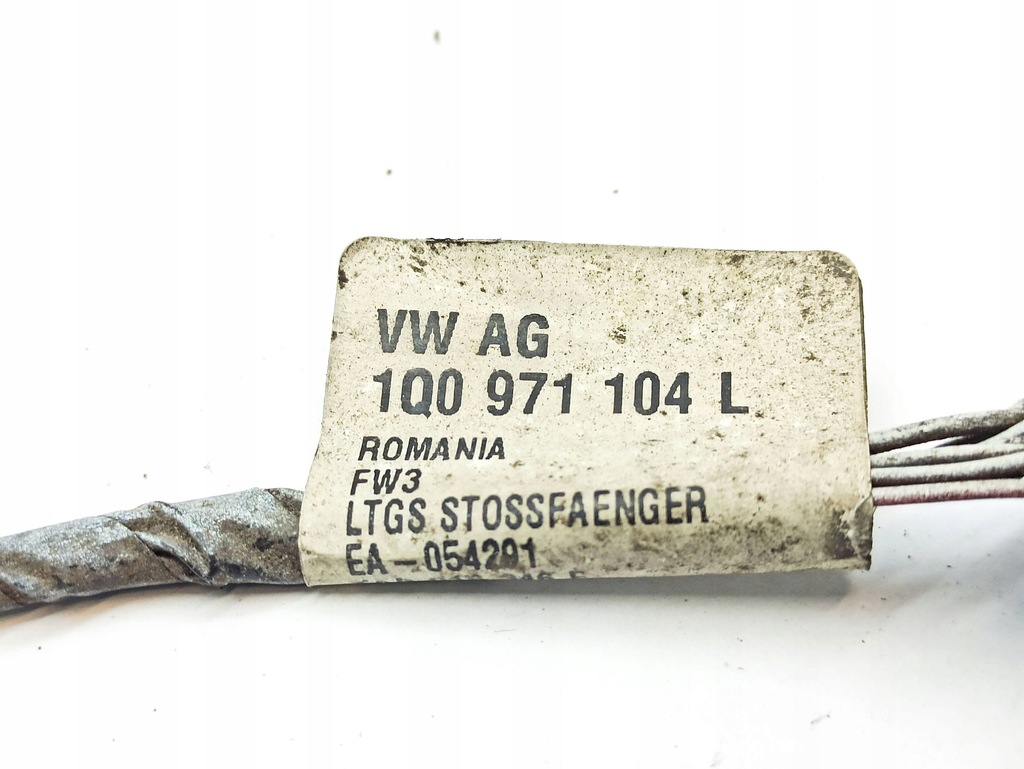 VW AG
1Q0 971 104 L
ROMANIA
FW3
LTGS STOSSFAENGER
EA-054291